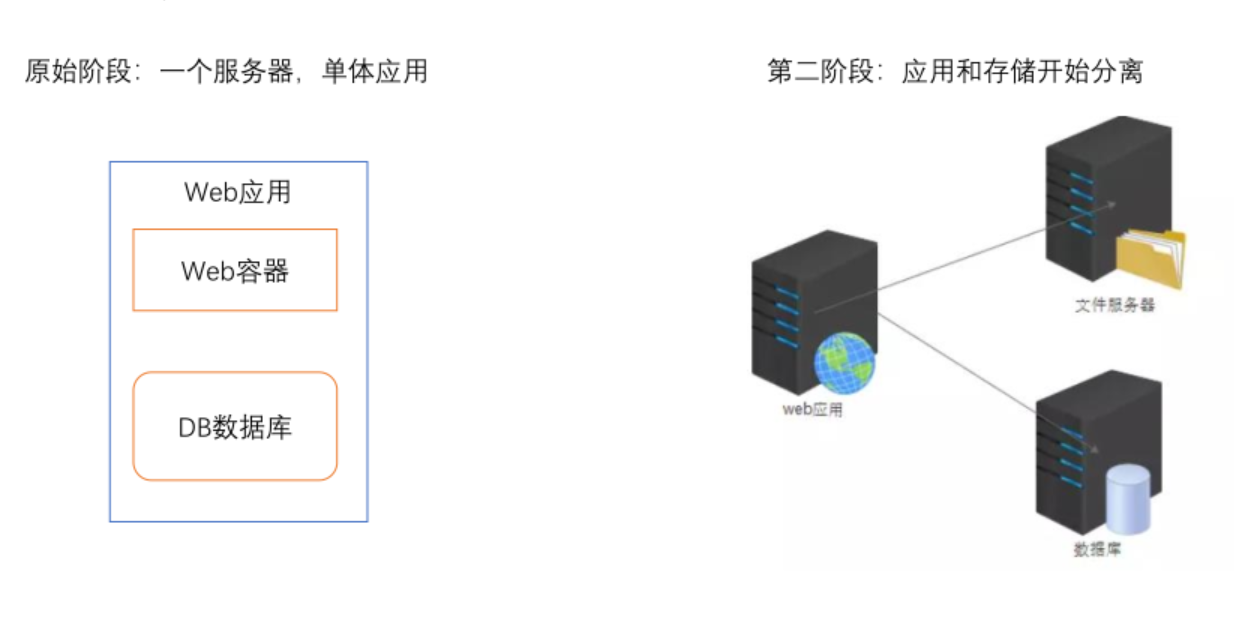 原始阶段：一个服务器，单体应用
Web应用
Web容器
DB数据库
第二阶段：应用和存储开始分离
文件服务器
web应用
数据库